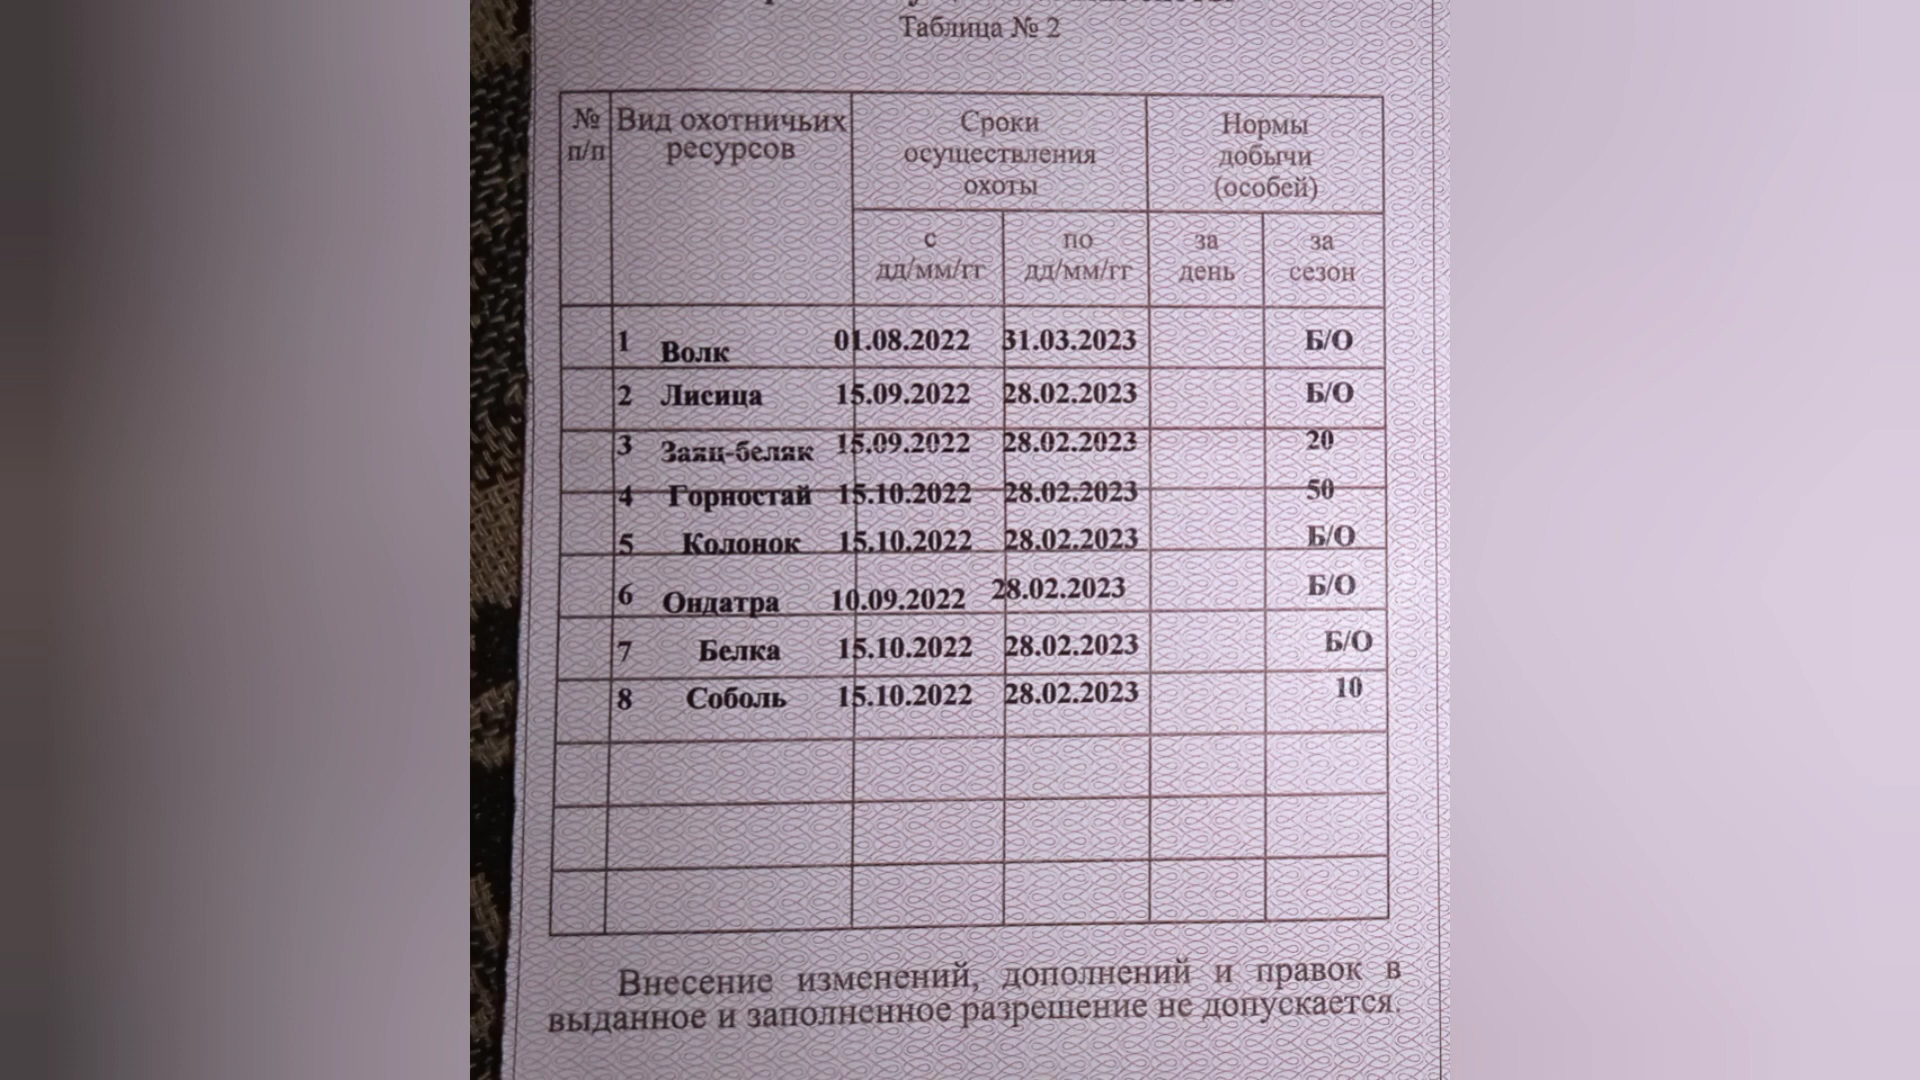 Таблица № 2
№ п/п Вид охотничьих ресурсов Сроки осуществления охоты Нормы добычи (особей)
с дд/мм/гг по дд/мм/гг за день за сезон
1 Волк 01.08.2022 31.03.2023 Б/О
2 Лисица 15.09.2022 28.02.2023 Б/О
3 Заяц-беляк 15.09.2022 28.02.2023 20
4 Горностай 15.10.2022 28.02.2023 50
5 Колонок 15.10.2022 28.02.2023 Б/О
6 Ондатра 10.09.2022 28.02.2023 Б/О
7 Белка 15.10.2022 28.02.2023 Б/О
8 Соболь 15.10.2022 28.02.2023 10
Внесение изменений, дополнений и правок в
выданное и заполненное разрешение не допускается.